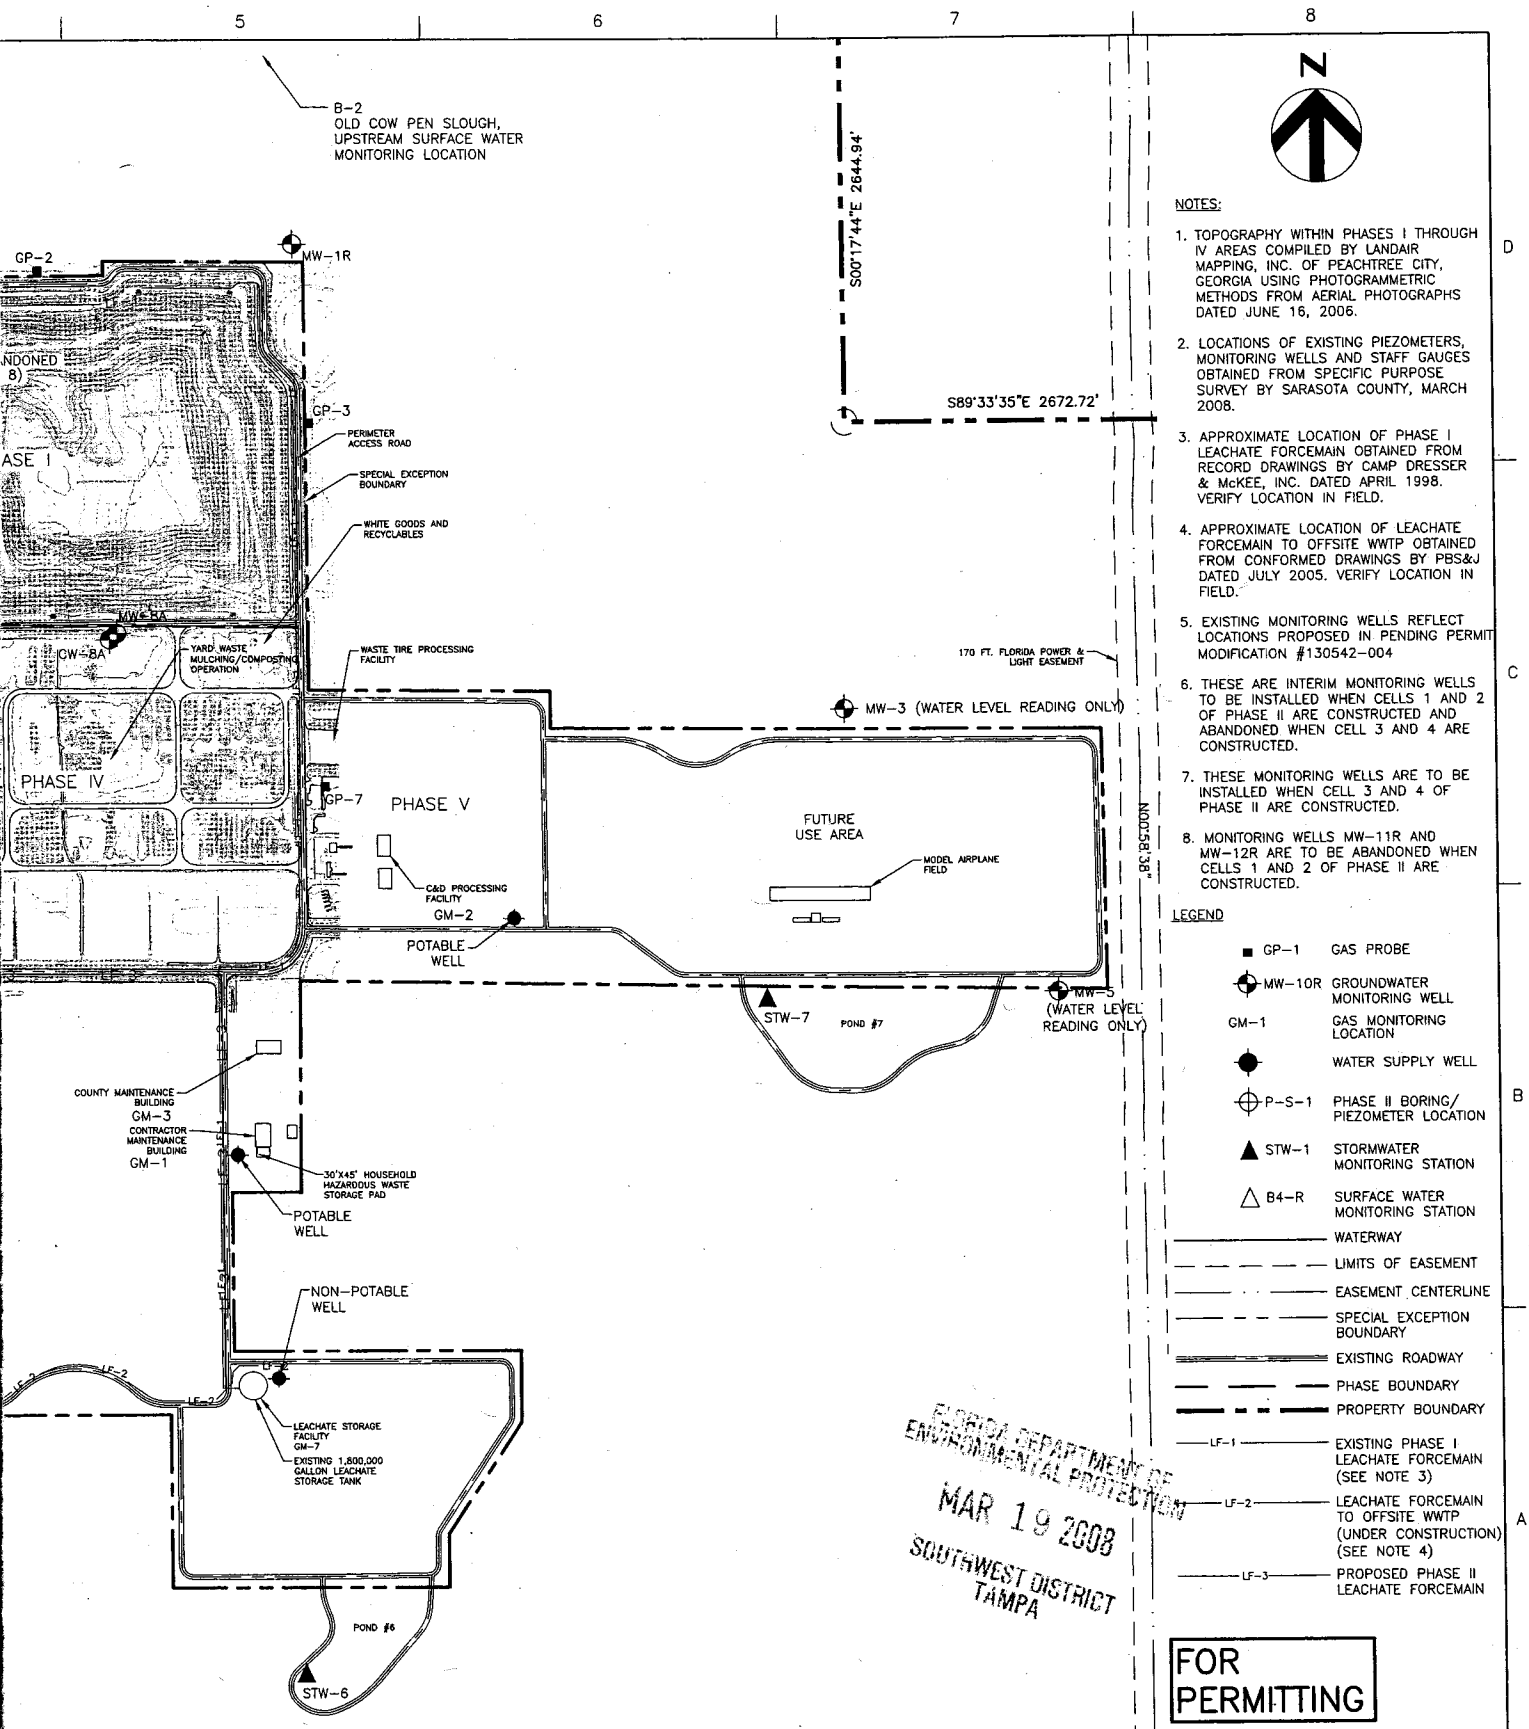 5
6
7
8
D
C
B
A
B-2
OLD COW PEN SLOUGH,
UPSTREAM SURFACE WATER
MONITORING LOCATION
S00°17'44"E 2644.94'
S89°33'35"E 2672.72'
N
GP-2
MW-1R
NDONED
8)
GP-3
PERIMETER
ACCESS ROAD
ASE I
SPECIAL EXCEPTION
BOUNDARY
WHITE GOODS AND
RECYCLABLES
MW-8A
GW-8A
YARD WASTE
MULCHING/COMPOSTING
OPERATION
WASTE TIRE PROCESSING
FACILITY
170 FT. FLORIDA POWER &
LIGHT EASEMENT
MW-3 (WATER LEVEL READING ONLY)
PHASE IV
GP-7
PHASE V
FUTURE
USE AREA
MODEL AIRPLANE
FIELD
N00°58'38"
C&D PROCESSING
FACILITY
GM-2
POTABLE
WELL
LF-3
STW-7
POND #7
MW-5
(WATER LEVEL
READING ONLY)
COUNTY MAINTENANCE
BUILDING
GM-3
CONTRACTOR
MAINTENANCE
BUILDING
GM-1
30'X45' HOUSEHOLD
HAZARDOUS WASTE
STORAGE PAD
POTABLE
WELL
LF-1
NON-POTABLE
WELL
LF-2
LF-2
LF-2
LF-2
LEACHATE STORAGE
FACILITY
GM-7
EXISTING 1,800,000
GALLON LEACHATE
STORAGE TANK
POND #6
STW-6
NOTES:
1. TOPOGRAPHY WITHIN PHASES I THROUGH
IV AREAS COMPILED BY LANDAIR
MAPPING, INC. OF PEACHTREE CITY,
GEORGIA USING PHOTOGRAMMETRIC
METHODS FROM AERIAL PHOTOGRAPHS
DATED JUNE 16, 2006.
2. LOCATIONS OF EXISTING PIEZOMETERS,
MONITORING WELLS AND STAFF GAUGES
OBTAINED FROM SPECIFIC PURPOSE
SURVEY BY SARASOTA COUNTY, MARCH
2008.
3. APPROXIMATE LOCATION OF PHASE I
LEACHATE FORCEMAIN OBTAINED FROM
RECORD DRAWINGS BY CAMP DRESSER
& McKEE, INC. DATED APRIL 1998.
VERIFY LOCATION IN FIELD.
4. APPROXIMATE LOCATION OF LEACHATE
FORCEMAIN TO OFFSITE WWTP OBTAINED
FROM CONFORMED DRAWINGS BY PBS&J
DATED JULY 2005. VERIFY LOCATION IN
FIELD.
5. EXISTING MONITORING WELLS REFLECT
LOCATIONS PROPOSED IN PENDING PERMIT
MODIFICATION #130542-004
6. THESE ARE INTERIM MONITORING WELLS
TO BE INSTALLED WHEN CELLS 1 AND 2
OF PHASE II ARE CONSTRUCTED AND
ABANDONED WHEN CELL 3 AND 4 ARE
CONSTRUCTED.
7. THESE MONITORING WELLS ARE TO BE
INSTALLED WHEN CELL 3 AND 4 OF
PHASE II ARE CONSTRUCTED.
8. MONITORING WELLS MW-11R AND
MW-12R ARE TO BE ABANDONED WHEN
CELLS 1 AND 2 OF PHASE II ARE
CONSTRUCTED.
LEGEND
GP-1 GAS PROBE
MW-10R GROUNDWATER
MONITORING WELL
GM-1 GAS MONITORING
LOCATION
WATER SUPPLY WELL
P-S-1 PHASE II BORING/
PIEZOMETER LOCATION
STW-1 STORMWATER
MONITORING STATION
B4-R SURFACE WATER
MONITORING STATION
WATERWAY
LIMITS OF EASEMENT
EASEMENT CENTERLINE
SPECIAL EXCEPTION
BOUNDARY
EXISTING ROADWAY
PHASE BOUNDARY
PROPERTY BOUNDARY
LF-1 EXISTING PHASE I
LEACHATE FORCEMAIN
(SEE NOTE 3)
LF-2 LEACHATE FORCEMAIN
TO OFFSITE WWTP
(UNDER CONSTRUCTION)
(SEE NOTE 4)
LF-3 PROPOSED PHASE II
LEACHATE FORCEMAIN
FLORIDA DEPARTMENT OF
ENVIRONMENTAL PROTECTION
MAR 19 2008
SOUTHWEST DISTRICT
TAMPA
FOR
PERMITTING